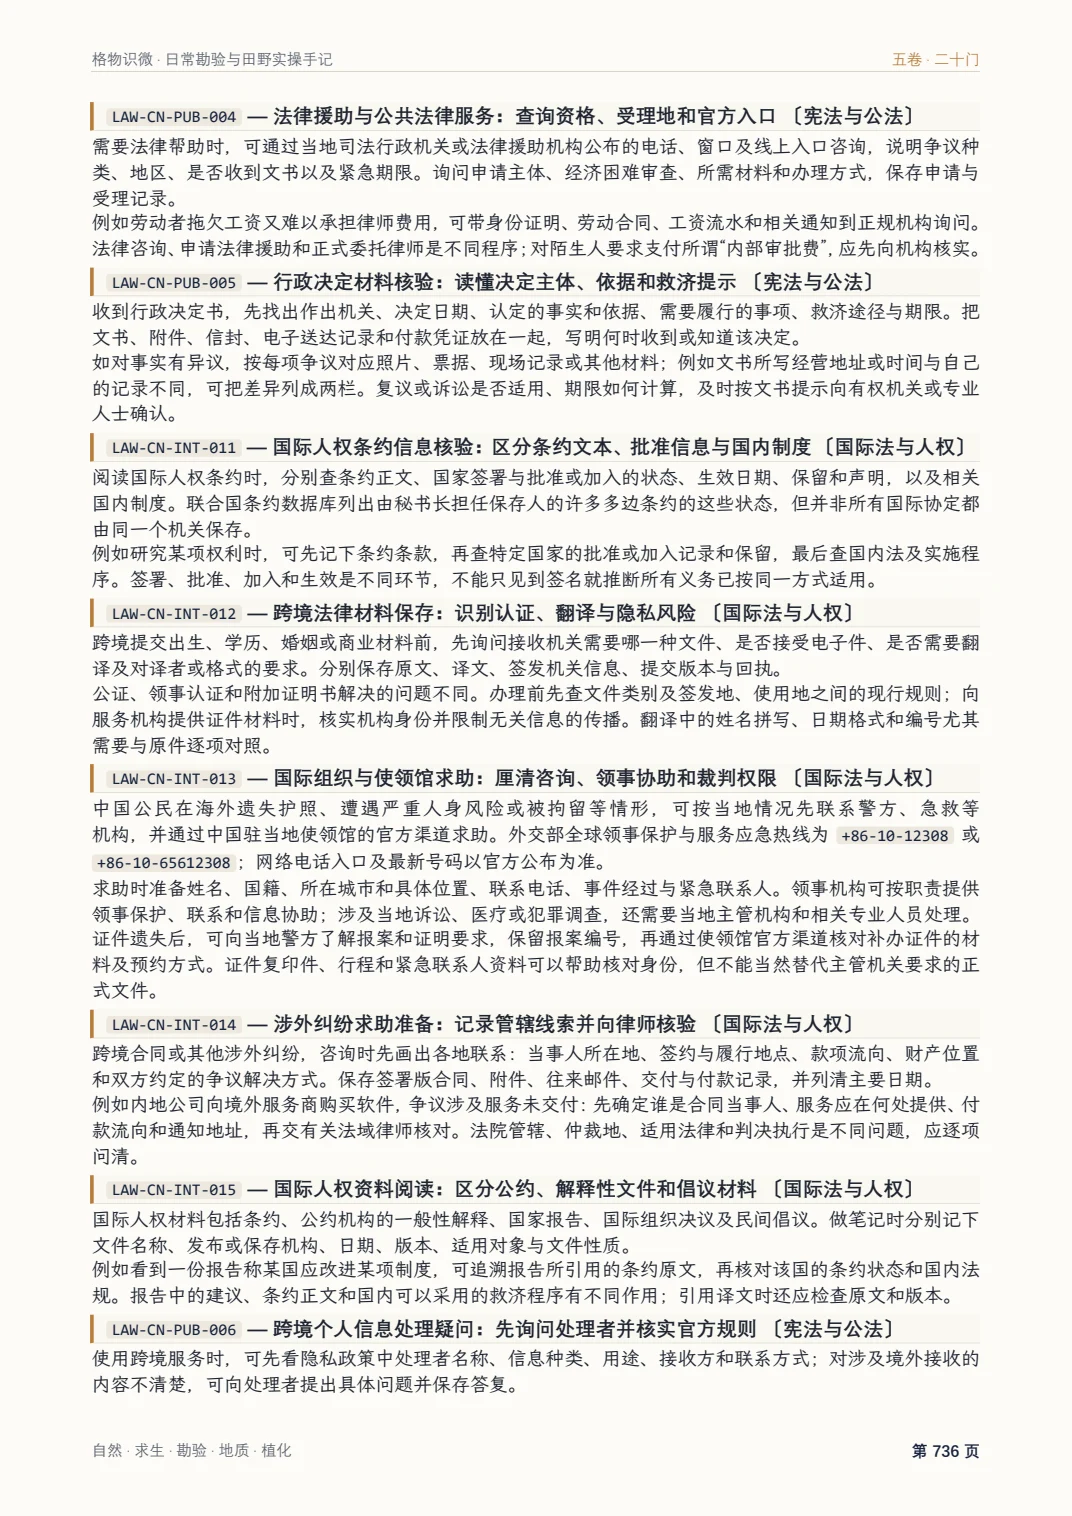 格物识微 · 日常勘验与田野实操手记
五卷 · 二十门
LAW-CN-PUB-004 — 法律援助与公共法律服务：查询资格、受理地和官方入口 〔宪法与公法〕
需要法律帮助时，可通过当地司法行政机关或法律援助机构公布的电话、窗口及线上入口咨询，说明争议种
类、地区、是否收到文书以及紧急期限。询问申请主体、经济困难审查、所需材料和办理方式，保存申请与
受理记录。
例如劳动者拖欠工资又难以承担律师费用，可带身份证明、劳动合同、工资流水和相关通知到正规机构询问。
法律咨询、申请法律援助和正式委托律师是不同程序；对陌生人要求支付所谓“内部审批费”，应先向机构核实。
LAW-CN-PUB-005 — 行政决定材料核验：读懂决定主体、依据和救济提示 〔宪法与公法〕
收到行政决定书，先找出作出机关、决定日期、认定的事实和依据、需要履行的事项、救济途径与期限。把
文书、附件、信封、电子送达记录和付款凭证放在一起，写明何时收到或知道该决定。
如对事实有异议，按每项争议对应照片、票据、现场记录或其他材料；例如文书所写经营地址或时间与自己
的记录不同，可把差异列成两栏。复议或诉讼是否适用、期限如何计算，及时按文书提示向有权机关或专业
人士确认。
LAW-CN-INT-011 — 国际人权条约信息核验：区分条约文本、批准信息与国内制度 〔国际法与人权〕
阅读国际人权条约时，分别查条约正文、国家签署与批准或加入的状态、生效日期、保留和声明，以及相关
国内制度。联合国条约数据库列出由秘书长担任保存人的许多多边条约的这些状态，但并非所有国际协定都
由同一个机关保存。
例如研究某项权利时，可先记下条约条款，再查特定国家的批准或加入记录和保留，最后查国内法及实施程
序。签署、批准、加入和生效是不同环节，不能只见到签名就推断所有义务已按同一方式适用。
LAW-CN-INT-012 — 跨境法律材料保存：识别认证、翻译与隐私风险 〔国际法与人权〕
跨境提交出生、学历、婚姻或商业材料前，先询问接收机关需要哪一种文件、是否接受电子件、是否需要翻
译及对译者或格式的要求。分别保存原文、译文、签发机关信息、提交版本与回执。
公证、领事认证和附加证明书解决的问题不同。办理前先查文件类别及签发地、使用地之间的现行规则；向
服务机构提供证件材料时，核实机构身份并限制无关信息的传播。翻译中的姓名拼写、日期格式和编号尤其
需要与原件逐项对照。
LAW-CN-INT-013 — 国际组织与使领馆求助：厘清咨询、领事协助和裁判权限 〔国际法与人权〕
中国公民在海外遗失护照、遭遇严重人身风险或被拘留等情形，可按当地情况先联系警方、急救等
机构，并通过中国驻当地使领馆的官方渠道求助。外交部全球领事保护与服务应急热线为 +86-10-12308 或
+86-10-65612308；网络电话入口及最新号码以官方公布为准。
求助时准备姓名、国籍、所在城市和具体位置、联系电话、事件经过与紧急联系人。领事机构可按职责提供
领事保护、联系和信息协助；涉及当地诉讼、医疗或犯罪调查，还需要当地主管机构和相关专业人员处理。
证件遗失后，可向当地警方了解报案和证明要求，保留报案编号，再通过使领馆官方渠道核对补办证件的材
料及预约方式。证件复印件、行程和紧急联系人资料可以帮助核对身份，但不能当然替代主管机关要求的正
式文件。
LAW-CN-INT-014 — 涉外纠纷求助准备：记录管辖线索并向律师核验 〔国际法与人权〕
跨境合同或其他涉外纠纷，咨询时先画出各地联系：当事人所在地、签约与履行地点、款项流向、财产位置
和双方约定的争议解决方式。保存签署版合同、附件、往来邮件、交付与付款记录，并列清主要日期。
例如内地公司向境外服务商购买软件，争议涉及服务未交付：先确定谁是合同当事人、服务应在何处提供、付
款流向和通知地址，再交有关法域律师核对。法院管辖、仲裁地、适用法律和判决执行是不同问题，应逐项
问清。
LAW-CN-INT-015 — 国际人权资料阅读：区分公约、解释性文件和倡议材料 〔国际法与人权〕
国际人权材料包括条约、公约机构的一般性解释、国家报告、国际组织决议及民间倡议。做笔记时分别记下
文件名称、发布或保存机构、日期、版本、适用对象与文件性质。
例如看到一份报告称某国应改进某项制度，可追溯报告所引用的条约原文，再核对该国的条约状态和国内法
规。报告中的建议、条约正文和国内可以采用的救济程序有不同作用；引用译文时还应检查原文和版本。
LAW-CN-PUB-006 — 跨境个人信息处理疑问：先询问处理者并核实官方规则 〔宪法与公法〕
使用跨境服务时，可先看隐私政策中处理者名称、信息种类、用途、接收方和联系方式；对涉及境外接收的
内容不清楚，可向处理者提出具体问题并保存答复。
自然 · 求生 · 勘验 · 地质 · 植化
第 736 页